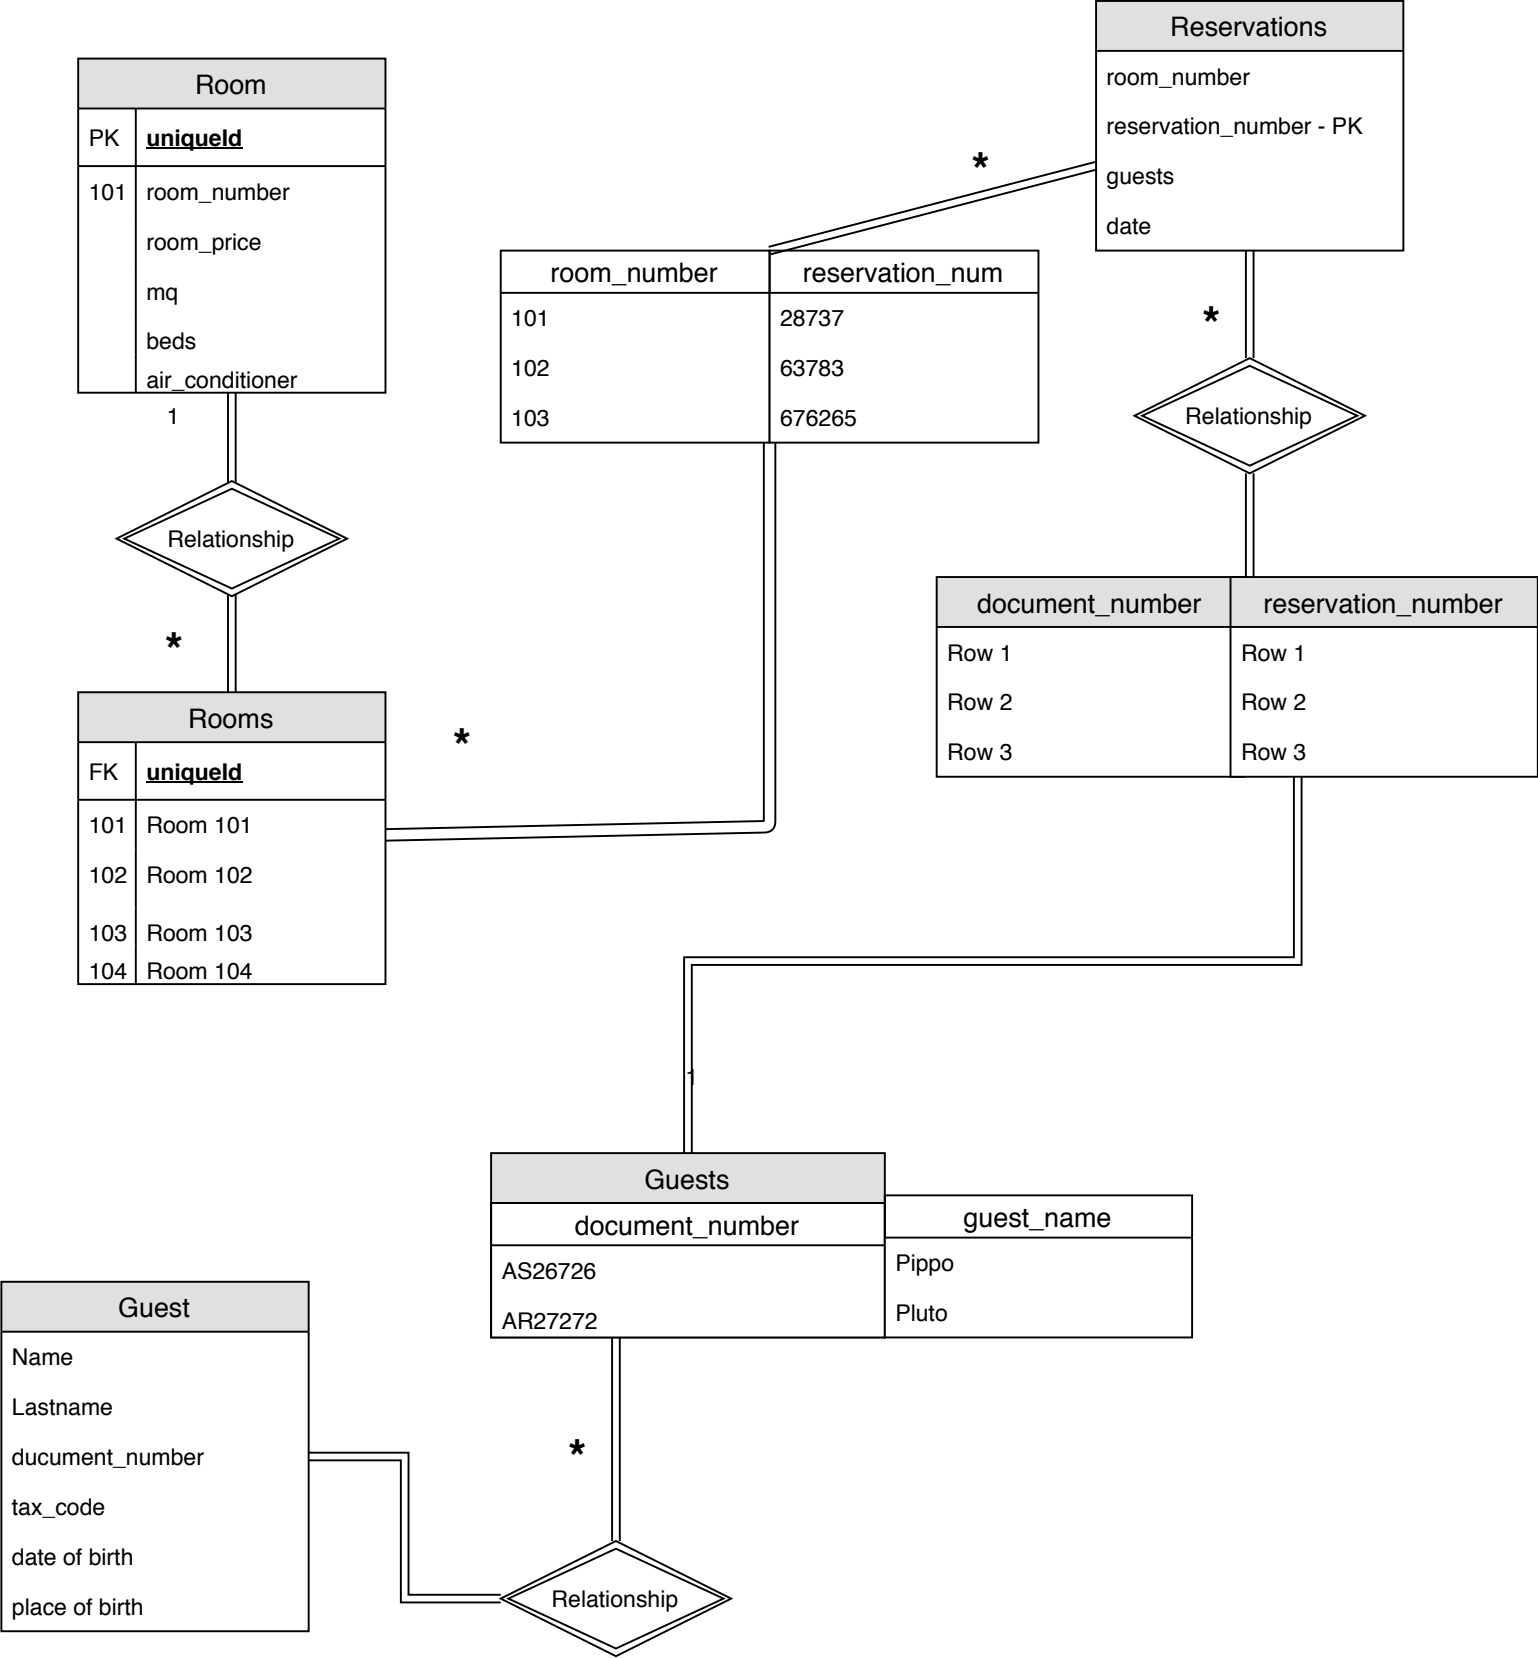 Reservations
room_number
reservation_number - PK
guests
date
Room
PK uniqueId
101 room_number
room_price
mq
beds
air_conditioner
1
*
room_number reservation_num
101 28737
102 63783
103 676265
*
Relationship
Relationship
*
document_number reservation_number
Row 1 Row 1
Row 2 Row 2
Row 3 Row 3
Rooms
FK uniqueId
101 Room 101
102 Room 102
103 Room 103
104 Room 104
*
1
Guests
document_number guest_name
AS26726 Pippo
AR27272 Pluto
Guest
Name
Lastname
ducument_number
tax_code
date of birth
place of birth
*
Relationship